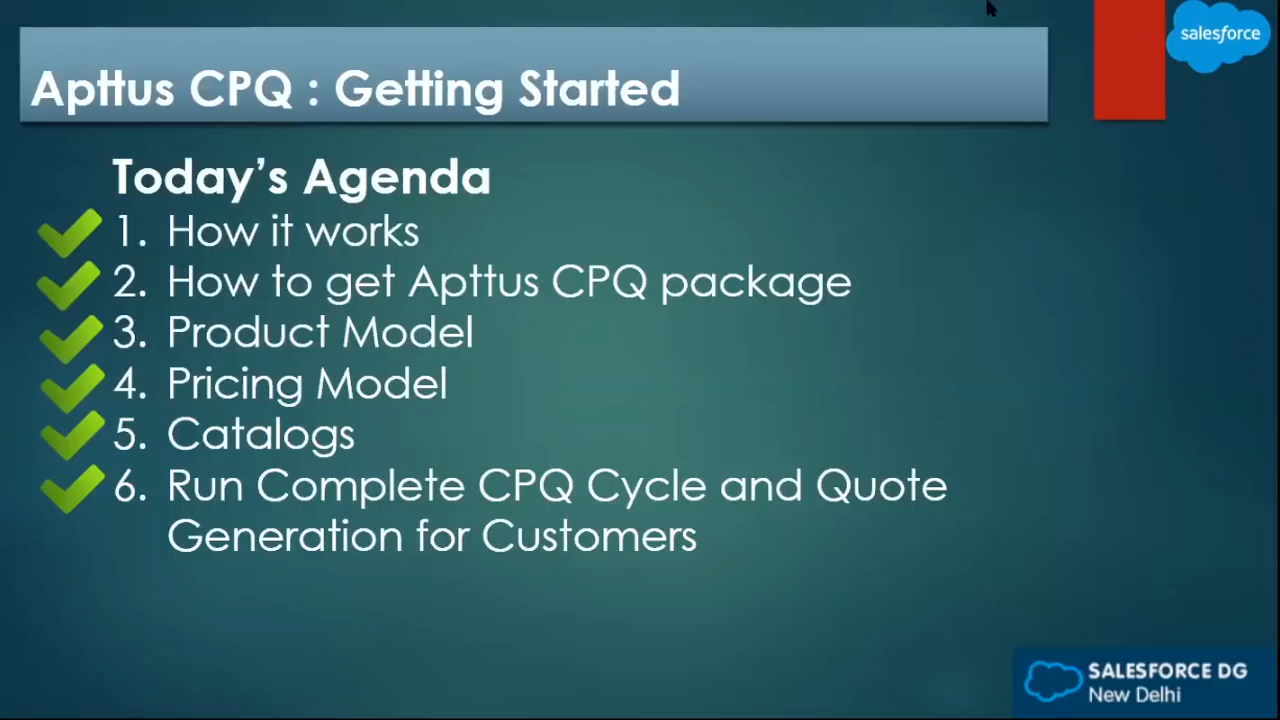 salesforce
Apttus CPQ : Getting Started
Today's Agenda
1. How it works
2. How to get Apttus CPQ package
3. Product Model
4. Pricing Model
5. Catalogs
6. Run Complete CPQ Cycle and Quote
Generation for Customers
SALESFORCE DG
New Delhi